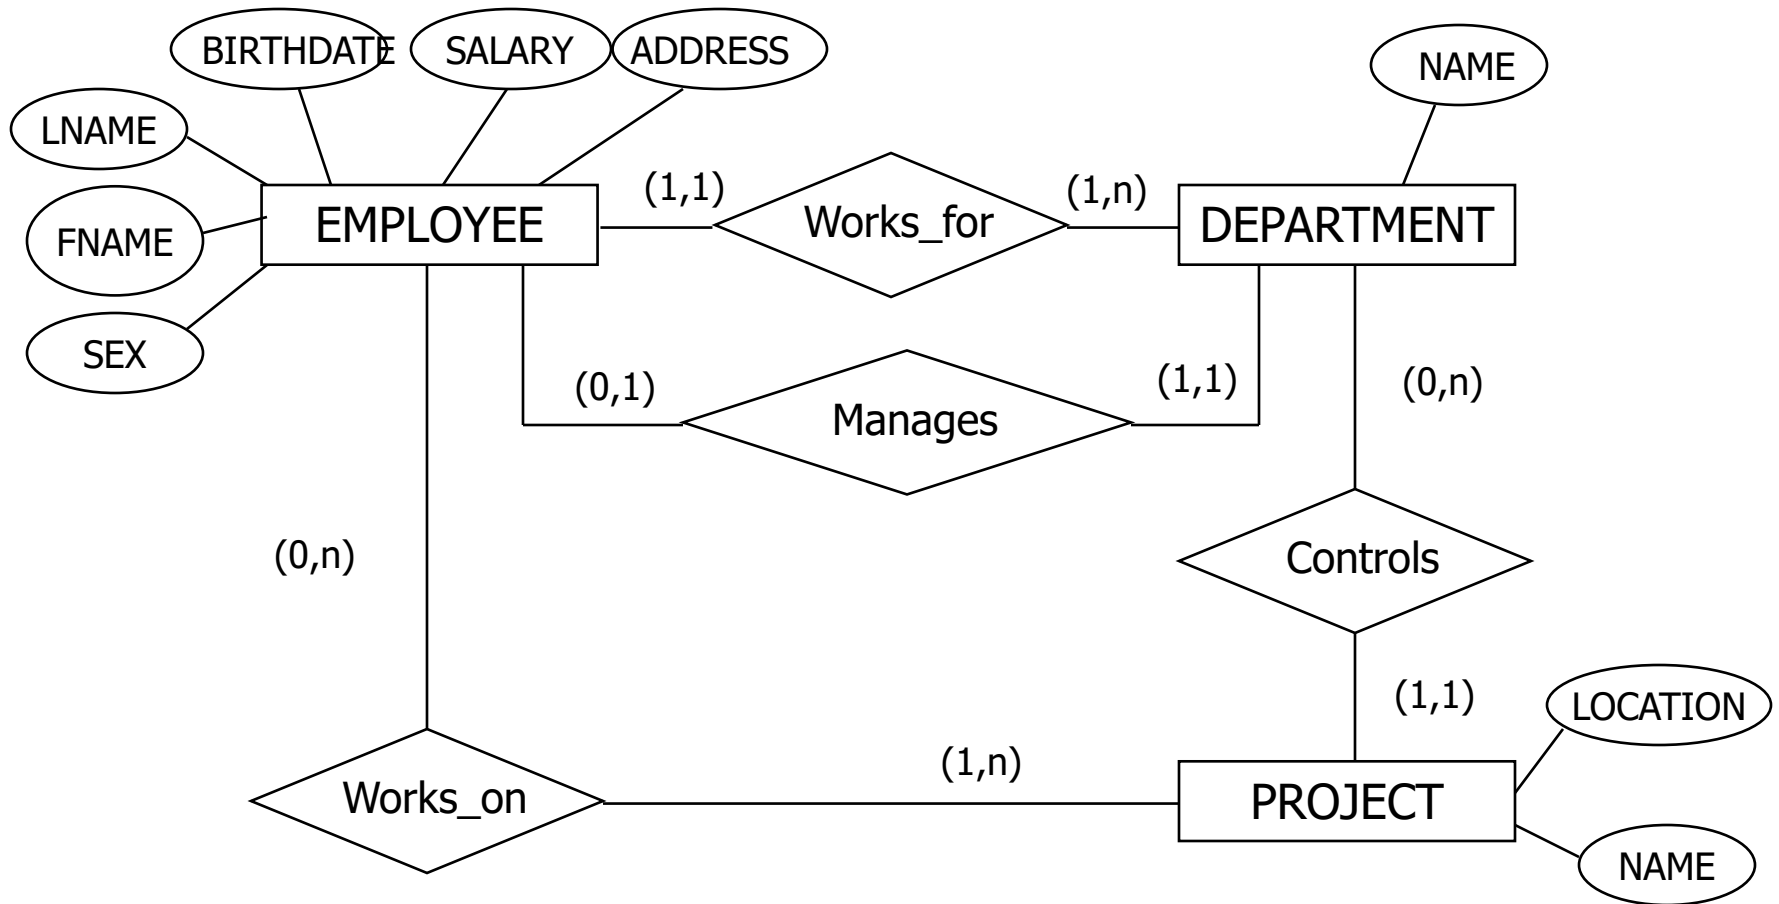 BIRTHDATE
SALARY
ADDRESS
NAME
LNAME
(1,1)
(1,n)
EMPLOYEE
Works_for
DEPARTMENT
FNAME
SEX
(0,1)
(1,1)
(0,n)
Manages
(0,n)
Controls
(1,1)
LOCATION
(1,n)
Works_on
PROJECT
NAME